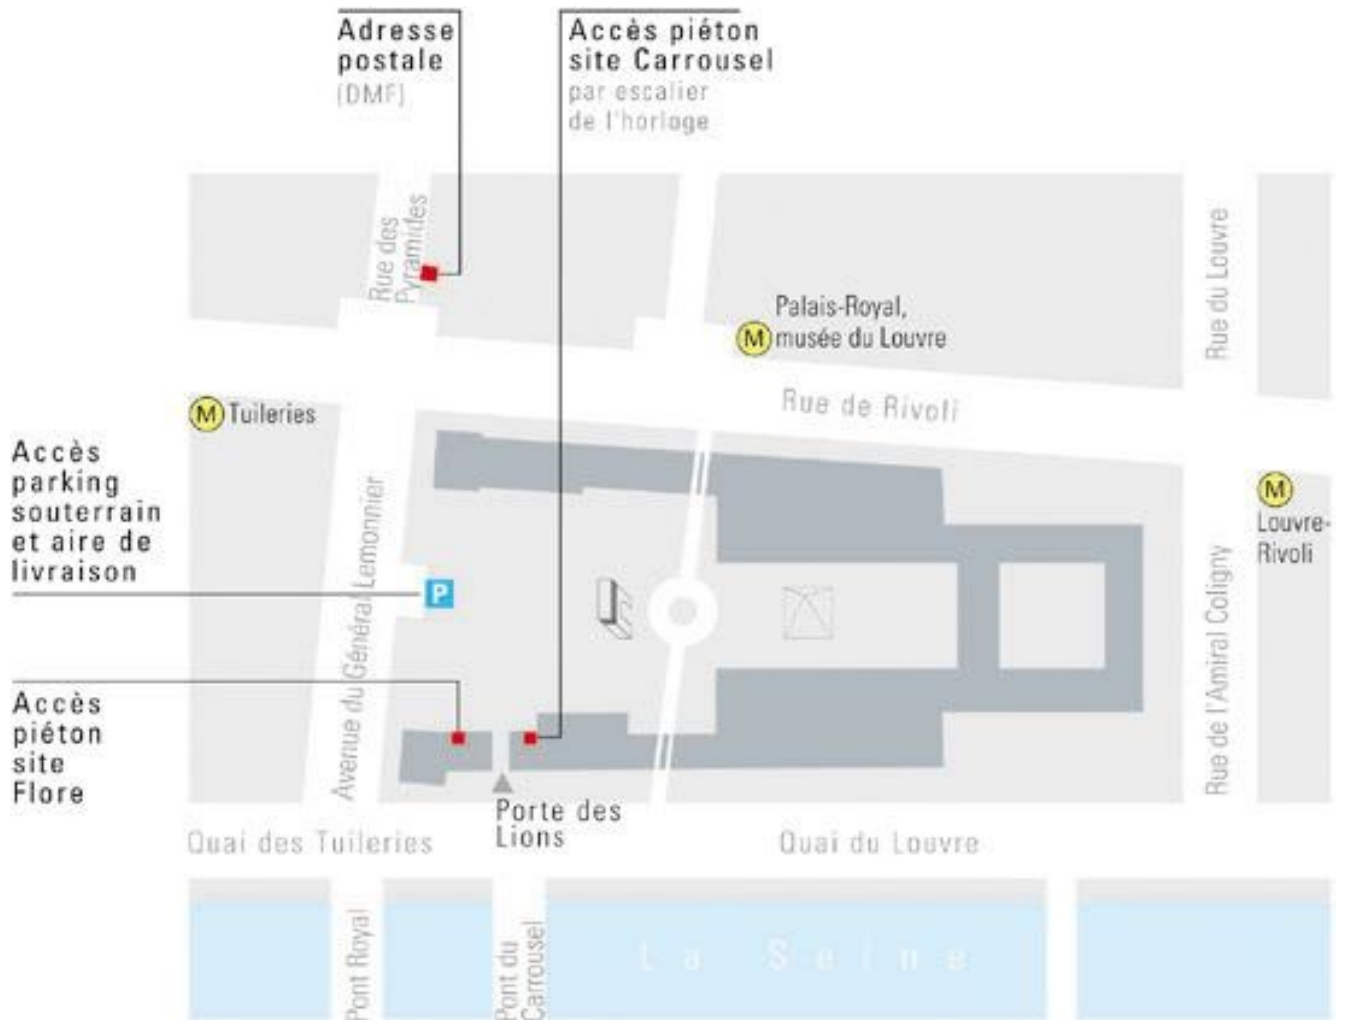 Adresse
postale
(DMF)
Accès piéton
site Carrousel
par escalier
de l'horloge
Rue des
Pyramides
Rue du Louvre
Palais-Royal,
M musée du Louvre
Rue de Rivoli
M Tuileries
Accès
parking
souterrain
et aire de
livraison
P
M
Louvre-
Rivoli
Avenue du Général Lemonnier
Rue de l'Amiral Coligny
Accès
piéton
site
Flore
Porte des
Lions
Quai des Tuileries
Quai du Louvre
Pont Royal
Pont du
Carrousel
La Seine